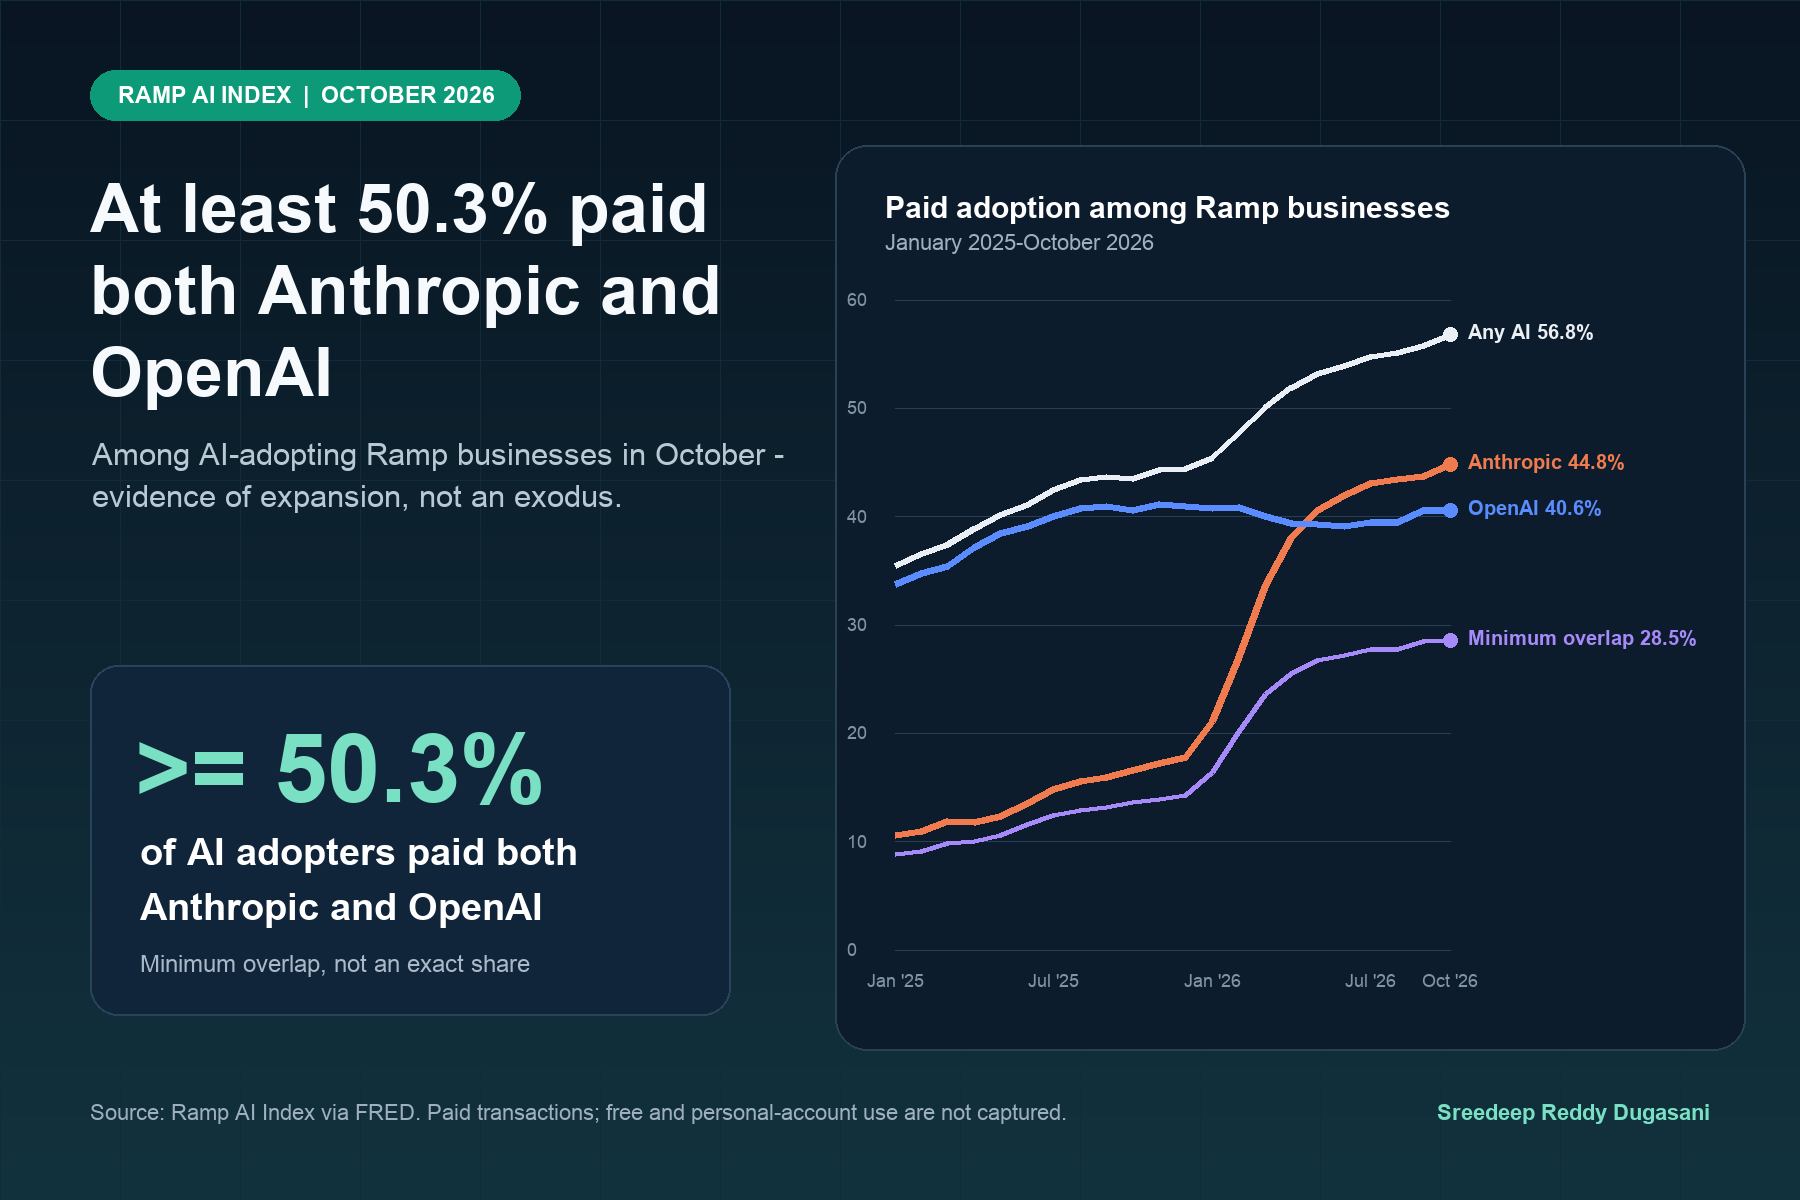 RAMP AI INDEX | OCTOBER 2026
At least 50.3% paid
both Anthropic and
OpenAI
Among AI-adopting Ramp businesses in October -
evidence of expansion, not an exodus.
>= 50.3%
of AI adopters paid both
Anthropic and OpenAI
Minimum overlap, not an exact share
Paid adoption among Ramp businesses
January 2025-October 2026
60
50
40
30
20
10
0
Any AI 56.8%
Anthropic 44.8%
OpenAI 40.6%
Minimum overlap 28.5%
Jan '25 Jul '25 Jan '26 Jul '26 Oct '26
Source: Ramp AI Index via FRED. Paid transactions; free and personal-account use are not captured.
Sreedeep Reddy Dugasani